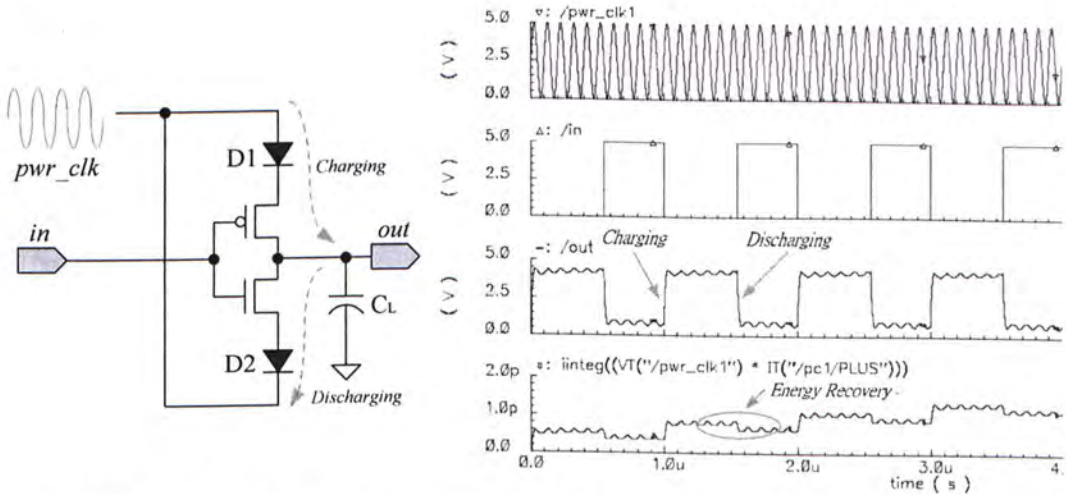 pwr_clk
in
D1
Charging
out
CL
D2
Discharging
▿: /pwr_clk1
5.0
2.5
0.0
(V)
▵: /in
5.0
0.0
(V)
Charging
Discharging
−: /out
5.0
2.5
0.0
(V)
▫: iinteg((VT("/pwr_clk1") * IT("/pc1/PLUS")))
Energy Recovery
2.0p
1.0p
0.0
0.0 1.0u 2.0u 3.0u 4.
time ( s )